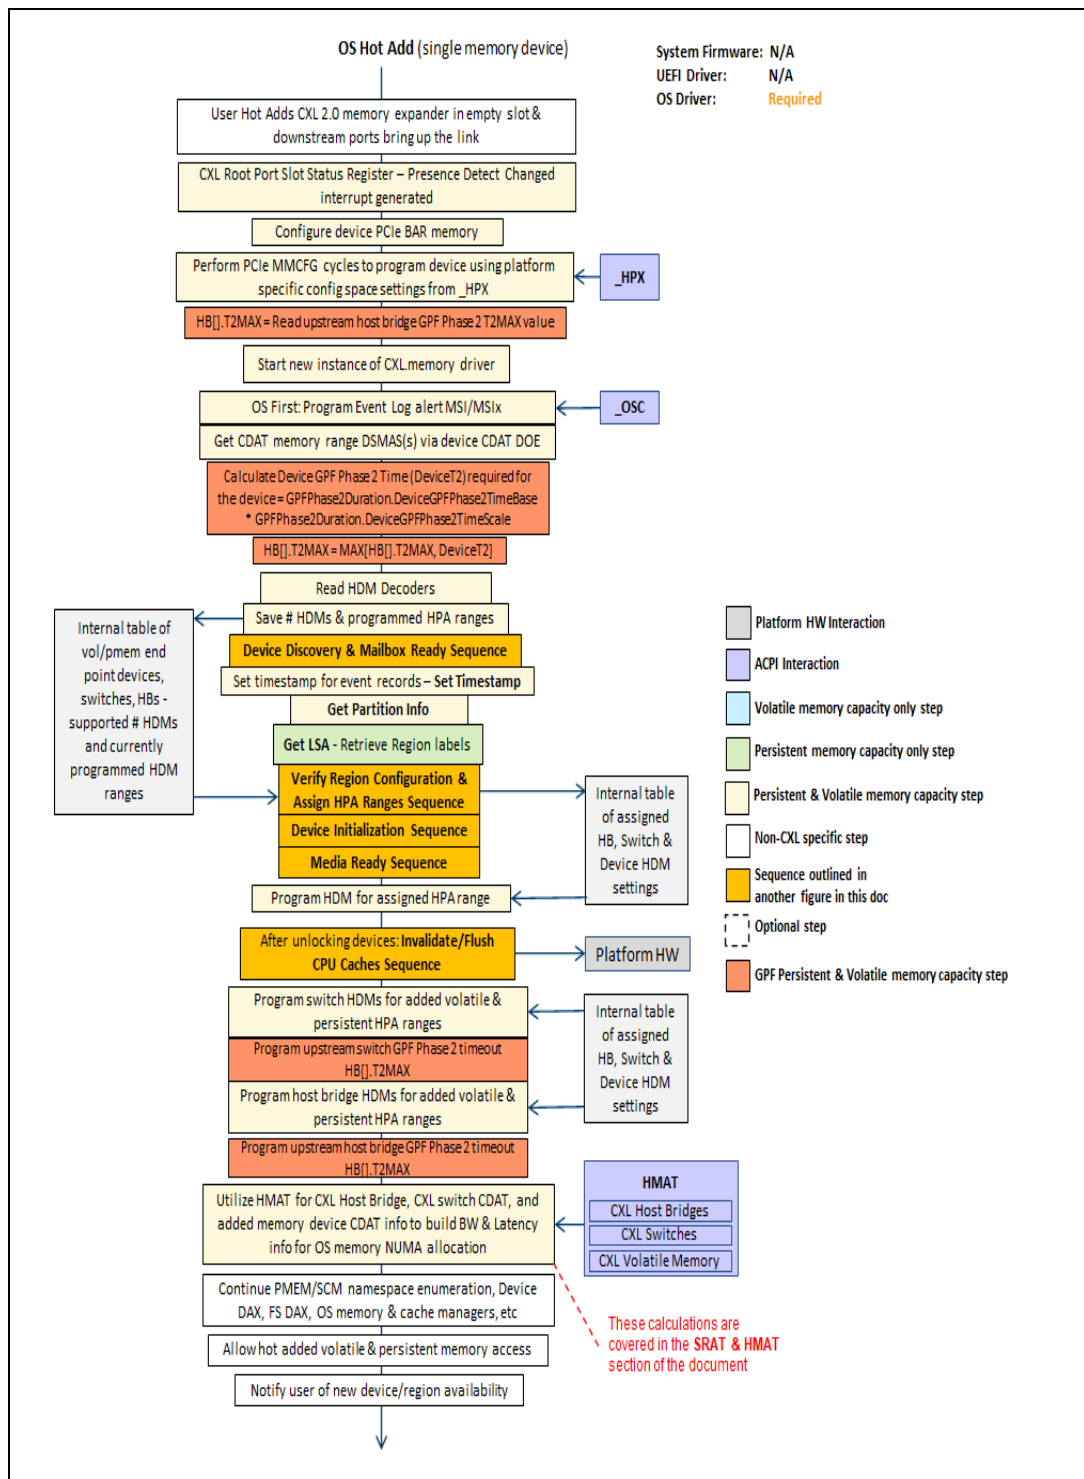 OS Hot Add (single memory device)
System Firmware: N/A
UEFI Driver: N/A
OS Driver: Required
User Hot Adds CXL 2.0 memory expander in empty slot &
downstream ports bring up the link
CXL Root Port Slot Status Register – Presence Detect Changed
interrupt generated
Configure device PCIe BAR memory
Perform PCIe MMCFG cycles to program device using platform
specific config space settings from _HPX
_HPX
HB[].T2MAX = Read upstream host bridge GPF Phase 2 T2MAX value
Start new instance of CXL.memory driver
OS First: Program Event Log alert MSI/MSIx
_OSC
Get CDAT memory range DSMAS(s) via device CDAT DOE
Calculate Device GPF Phase 2 Time (DeviceT2) required for
the device = GPFPhase2Duration.DeviceGPFPhase2TimeBase
* GPFPhase2Duration.DeviceGPFPhase2TimeScale
HB[].T2MAX = MAX[HB[].T2MAX, DeviceT2]
Read HDM Decoders
Save # HDMs & programmed HPA ranges
Internal table of
vol/pmem end
point devices,
switches, HBs -
supported # HDMs
and currently
programmed HDM
ranges
Device Discovery & Mailbox Ready Sequence
Set timestamp for event records – Set Timestamp
Get Partition Info
Get LSA - Retrieve Region labels
Verify Region Configuration &
Assign HPA Ranges Sequence
Device Initialization Sequence
Media Ready Sequence
Program HDM for assigned HPA range
Internal table
of assigned
HB, Switch &
Device HDM
settings
After unlocking devices: Invalidate/Flush
CPU Caches Sequence
Platform HW
Program switch HDMs for added volatile &
persistent HPA ranges
Program upstream switch GPF Phase 2 timeout
HB[].T2MAX
Program host bridge HDMs for added volatile &
persistent HPA ranges
Internal table
of assigned
HB, Switch &
Device HDM
settings
Program upstream host bridge GPF Phase 2 timeout
HB[].T2MAX
Utilize HMAT for CXL Host Bridge, CXL switch CDAT, and
added memory device CDAT info to build BW & Latency
info for OS memory NUMA allocation
HMAT
CXL Host Bridges
CXL Switches
CXL Volatile Memory
Continue PMEM/SCM namespace enumeration, Device
DAX, FS DAX, OS memory & cache managers, etc
Allow hot added volatile & persistent memory access
Notify user of new device/region availability
These calculations are
covered in the SRAT & HMAT
section of the document
Platform HW Interaction
ACPI Interaction
Volatile memory capacity only step
Persistent memory capacity only step
Persistent & Volatile memory capacity step
Non-CXL specific step
Sequence outlined in
another figure in this doc
Optional step
GPF Persistent & Volatile memory capacity step